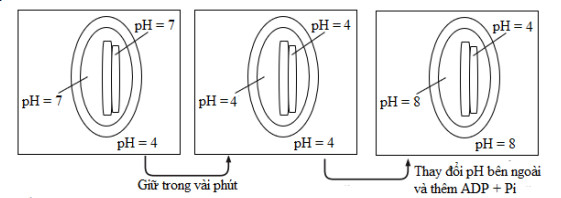 pH = 7
pH = 7
pH = 4
pH = 4
pH =4
pH = 4
pH = 4
pH = 8
pH = 8
Giữ trong vài phút
Thay đổi pH bên ngoài
và thêm ADP + Pi